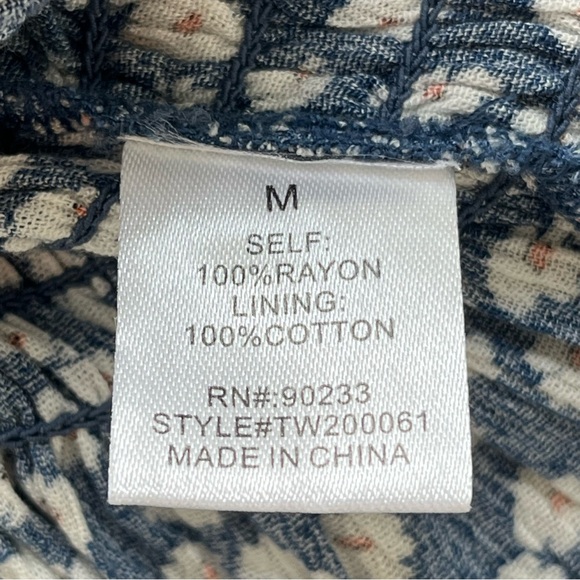 M
SELF:
100%RAYON
LINING:
100%COTTON
RN#:90233
STYLE#TW200061
MADE IN CHINA